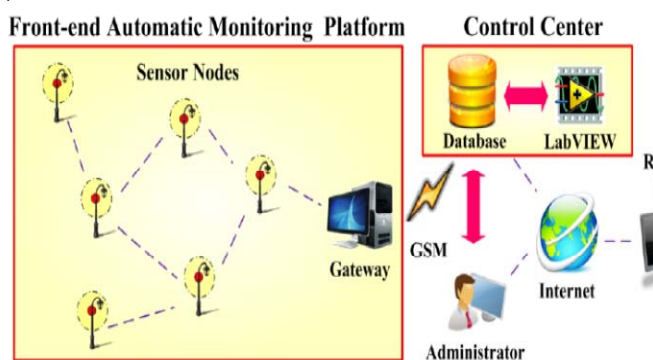 Front-end Automatic Monitoring Platform
Control Center
Sensor Nodes
Database
LabVIEW
Gateway
GSM
Internet
Administrator